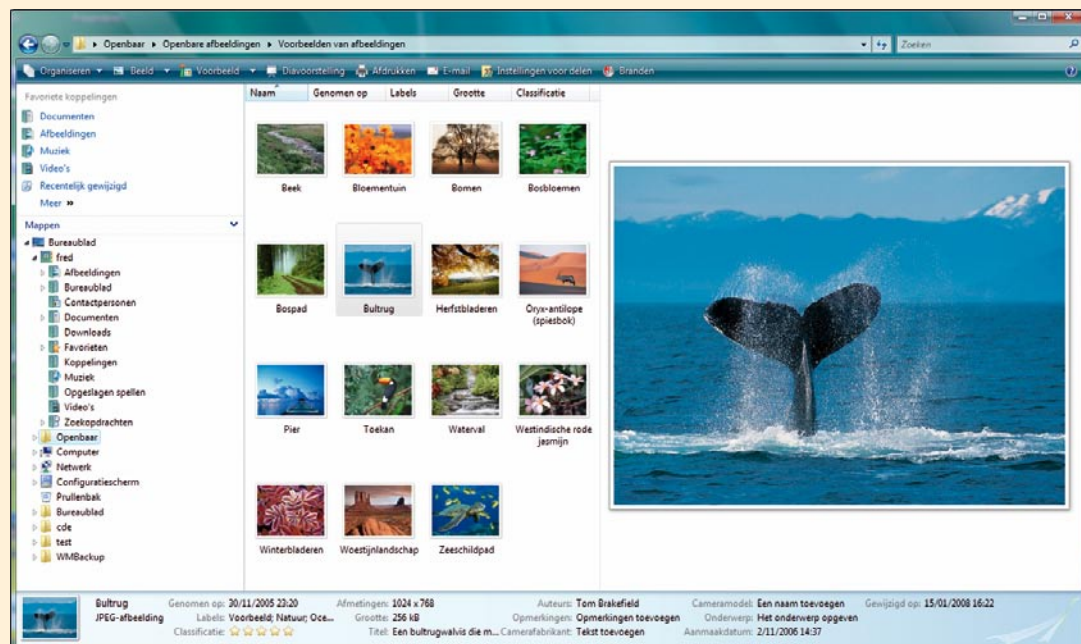 Openbaar ▸ Openbare afbeeldingen ▸ Voorbeelden van afbeeldingen
Zoeken
Organiseren Beeld Voorbeeld Diavoorstelling Afdrukken E-mail Instellingen voor delen Branden
Favoriete koppelingen
Documenten
Afbeeldingen
Muziek
Video's
Recentelijk gewijzigd
Meer »
Mappen
Bureaublad
fred
Afbeeldingen
Bureaublad
Contactpersonen
Documenten
Downloads
Favorieten
Koppelingen
Muziek
Opgeslagen spellen
Video's
Zoekopdrachten
Openbaar
Computer
Netwerk
Configuratiescherm
Prullenbak
Bureaublad
cde
test
WMBackup
Naam Genomen op Labels Grootte Classificatie
Beek Bloementuin Bomen Bosbloemen
Bospad Bultrug Herfstbladeren Oryx-antilope
(spiesbok)
Pier Toekan Waterval Westindische rode
jasmijn
Winterbladeren Woestijnlandschap Zeeschildpad
Bultrug Genomen op: 30/11/2005 23:20 Afmetingen: 1024 x 768 Auteurs: Tom Brakefield Cameramodel: Een naam toevoegen Gewijzigd op: 15/01/2008 16:22
JPEG-afbeelding Labels: Voorbeeld; Natuur; Oce... Grootte: 256 kB Opmerkingen: Opmerkingen toevoegen Onderwerp: Het onderwerp opgeven
Classificatie: Titel: Een bultrugwalvis die m... Camerafabrikant: Tekst toevoegen Aanmaakdatum: 2/11/2006 14:37